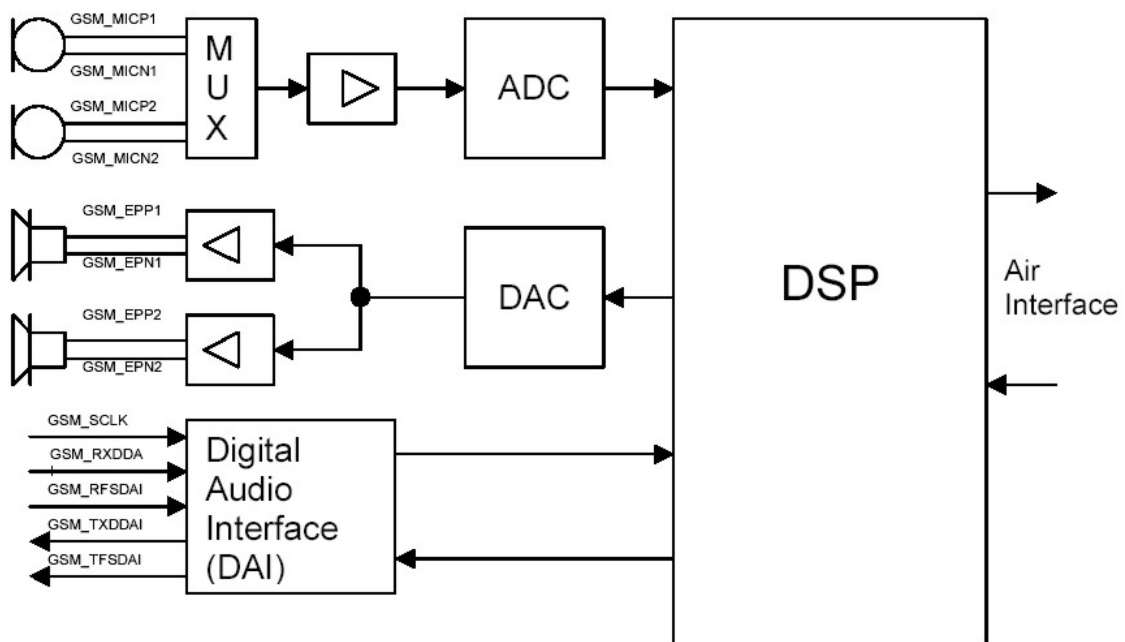 GSM_MICP1
GSM_MICN1
GSM_MICP2
GSM_MICN2
M
U
X
ADC
GSM_EPP1
GSM_EPN1
GSM_EPP2
GSM_EPN2
DAC
DSP
Air
Interface
GSM_SCLK
GSM_RXDDA
GSM_RFSDAI
GSM_TXDDAI
GSM_TFSDAI
Digital
Audio
Interface
(DAI)